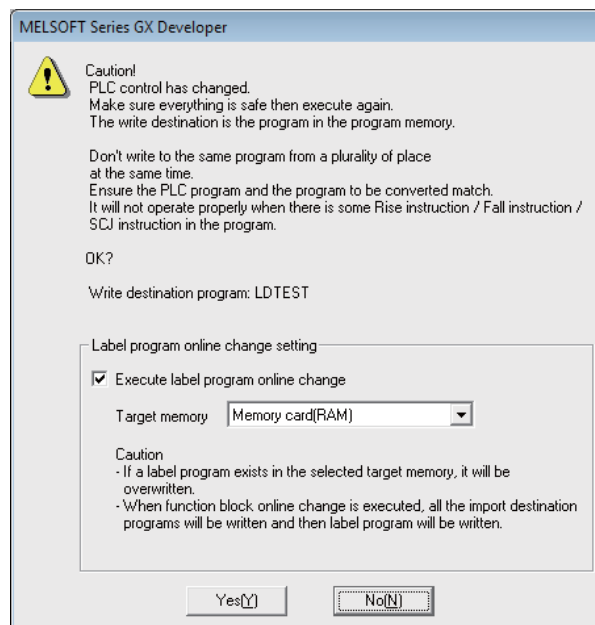 MELSOFT Series GX Developer
Caution!
PLC control has changed.
Make sure everything is safe then execute again.
The write destination is the program in the program memory.
Don't write to the same program from a plurality of place
at the same time.
Ensure the PLC program and the program to be converted match.
It will not operate properly when there is some Rise instruction / Fall instruction /
SCJ instruction in the program.
OK?
Write destination program: LDTEST
Label program online change setting
Execute label program online change
Target memory Memory card(RAM)
Caution
- If a label program exists in the selected target memory, it will be
overwritten.
- When function block online change is executed, all the import destination
programs will be written and then label program will be written.
Yes(Y) No(N)